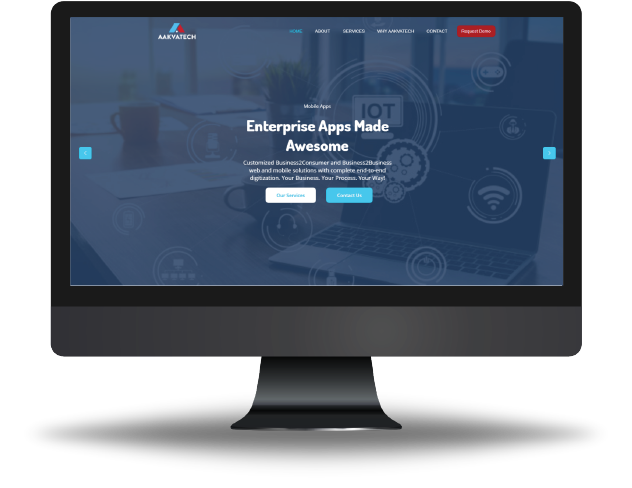 AAKVATECH
HOME ABOUT SERVICES WHY AAKVATECH CONTACT Request Demo
IOT
Mobile Apps
Enterprise Apps Made
Awesome
Customized Business2Consumer and Business2Business
web and mobile solutions with complete end-to-end
digitization. Your Business. Your Process. Your Way!
Our Services Contact Us